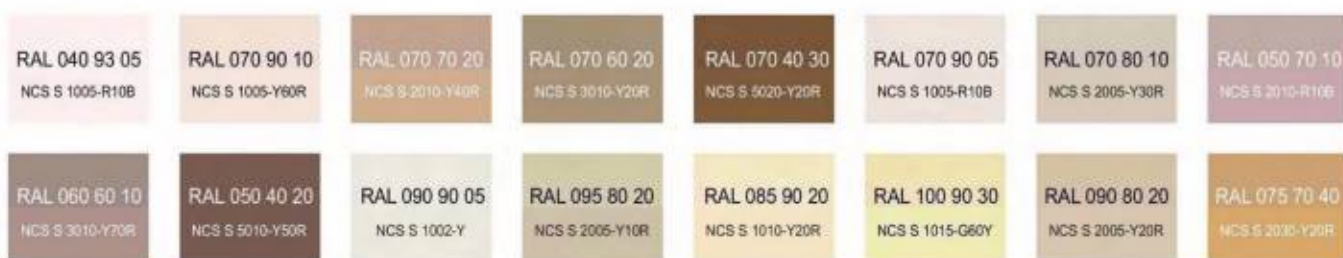 RAL 040 93 05
NCS S 1005-R10B
RAL 070 90 10
NCS S 1005-Y60R
RAL 070 70 20
NCS S 2010-Y40R
RAL 070 60 20
NCS S 3010-Y20R
RAL 070 40 30
NCS S 5020-Y20R
RAL 070 90 05
NCS S 1005-R10B
RAL 070 80 10
NCS S 2005-Y30R
RAL 050 70 10
NCS S 2010-R10B
RAL 060 60 10
NCS S 3010-Y70R
RAL 050 40 20
NCS S 5010-Y50R
RAL 090 90 05
NCS S 1002-Y
RAL 095 80 20
NCS S 2005-Y10R
RAL 085 90 20
NCS S 1010-Y20R
RAL 100 90 30
NCS S 1015-G60Y
RAL 090 80 20
NCS S 2005-Y20R
RAL 075 70 40
NCS S 2030-Y20R